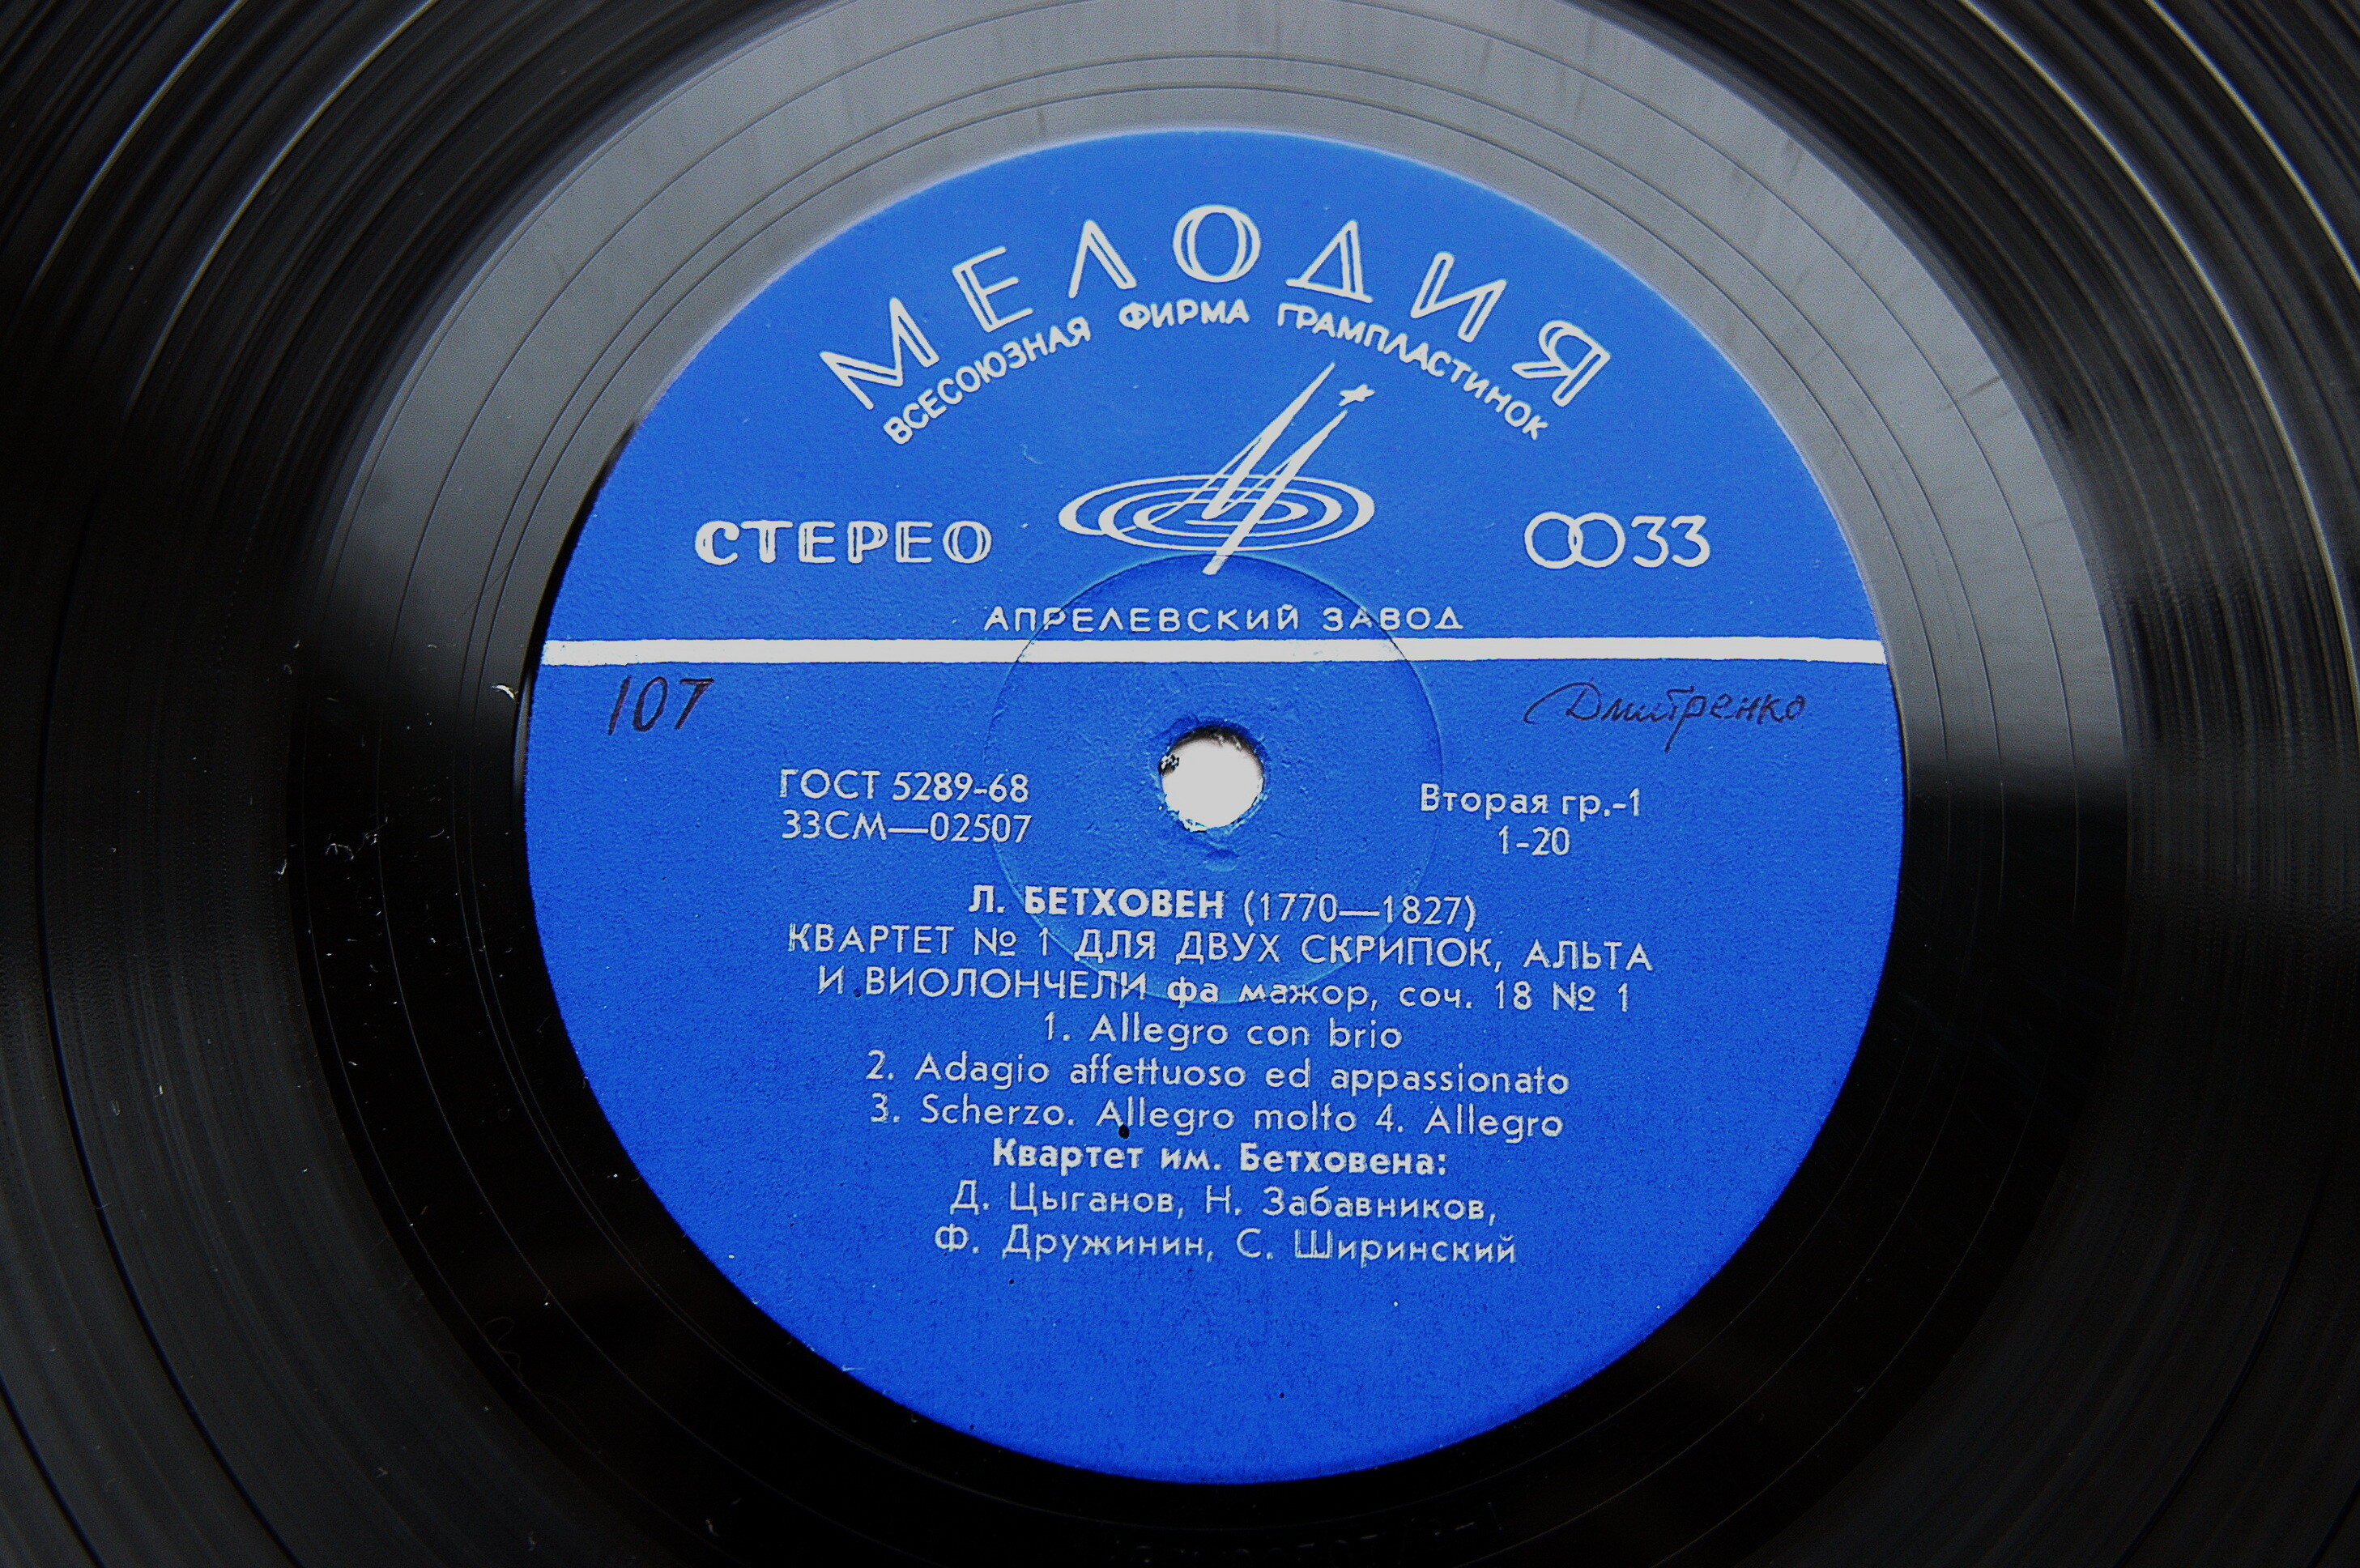 МЕЛОДИЯ
ВСЕСОЮЗНАЯ ФИРМА ГРАМПЛАСТИНОК
СТЕРЕО
33
АПРЕЛЕВСКИЙ ЗАВОД
107
Дмитренко
ГОСТ 5289-68
33СМ—02507
Вторая гр.-1
1-20
Л. БЕТХОВЕН (1770—1827)
КВАРТЕТ № 1 ДЛЯ ДВУХ СКРИПОК, АЛЬТА
И ВИОЛОНЧЕЛИ фа мажор, соч. 18 № 1
1. Allegro con brio
2. Adagio affettuoso ed appassionato
3. Scherzo. Allegro molto 4. Allegro
Квартет им. Бетховена:
Д. Цыганов, Н. Забавников,
Ф. Дружинин, С. Ширинский